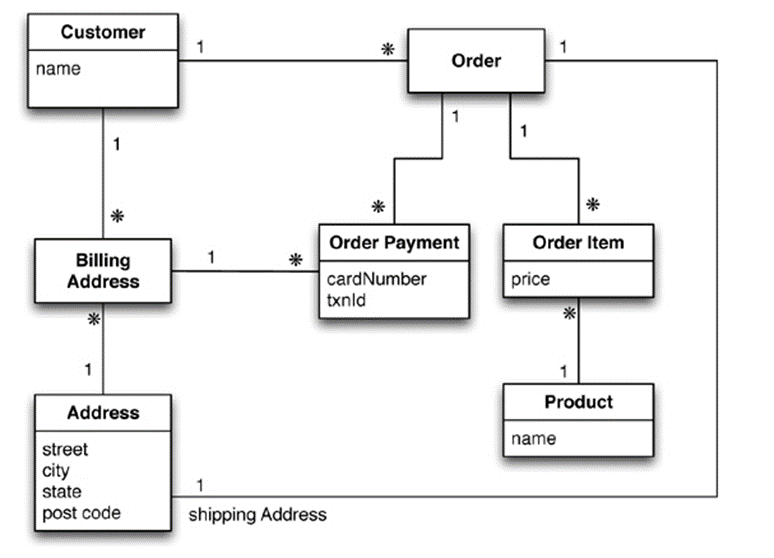 Customer
name
1
*
Order
1
1
1
1
*
*
*
Billing
Address
1
*
Order Payment
cardNumber
txnId
Order Item
price
*
1
*
1
Product
name
Address
street
city
state
post code
1
shipping Address